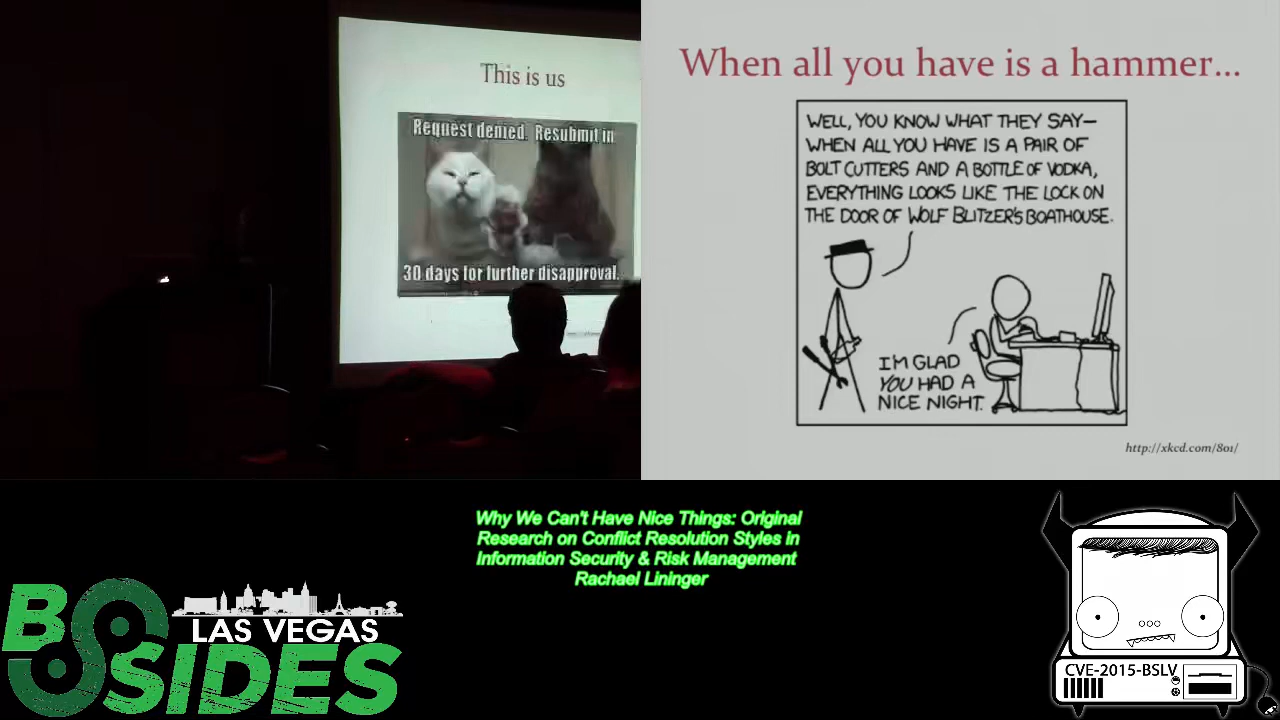 This is us
Request denied. Resubmit in
30 days for further disapproval.
When all you have is a hammer...
WELL, YOU KNOW WHAT THEY SAY—
WHEN ALL YOU HAVE IS A PAIR OF
BOLT CUTTERS AND A BOTTLE OF VODKA,
EVERYTHING LOOKS LIKE THE LOCK ON
THE DOOR OF WOLF BLITZER'S BOATHOUSE.
I'M GLAD
YOU HAD A
NICE NIGHT.
http://xkcd.com/801/
Why We Can't Have Nice Things: Original
Research on Conflict Resolution Styles in
Information Security & Risk Management
Rachael Lininger
B SIDES
LAS VEGAS
CVE-2015-BSLV